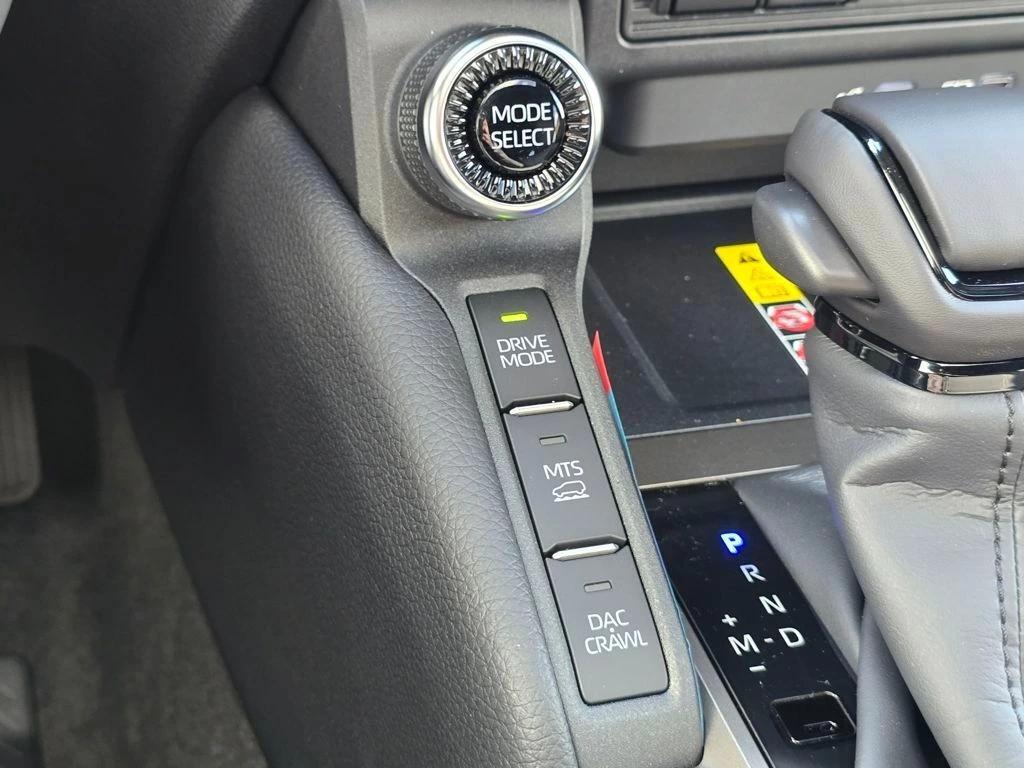 MODE
SELECT
DRIVE
MODE
MTS
DAC
CRAWL
P
R
N
+
M - D
−